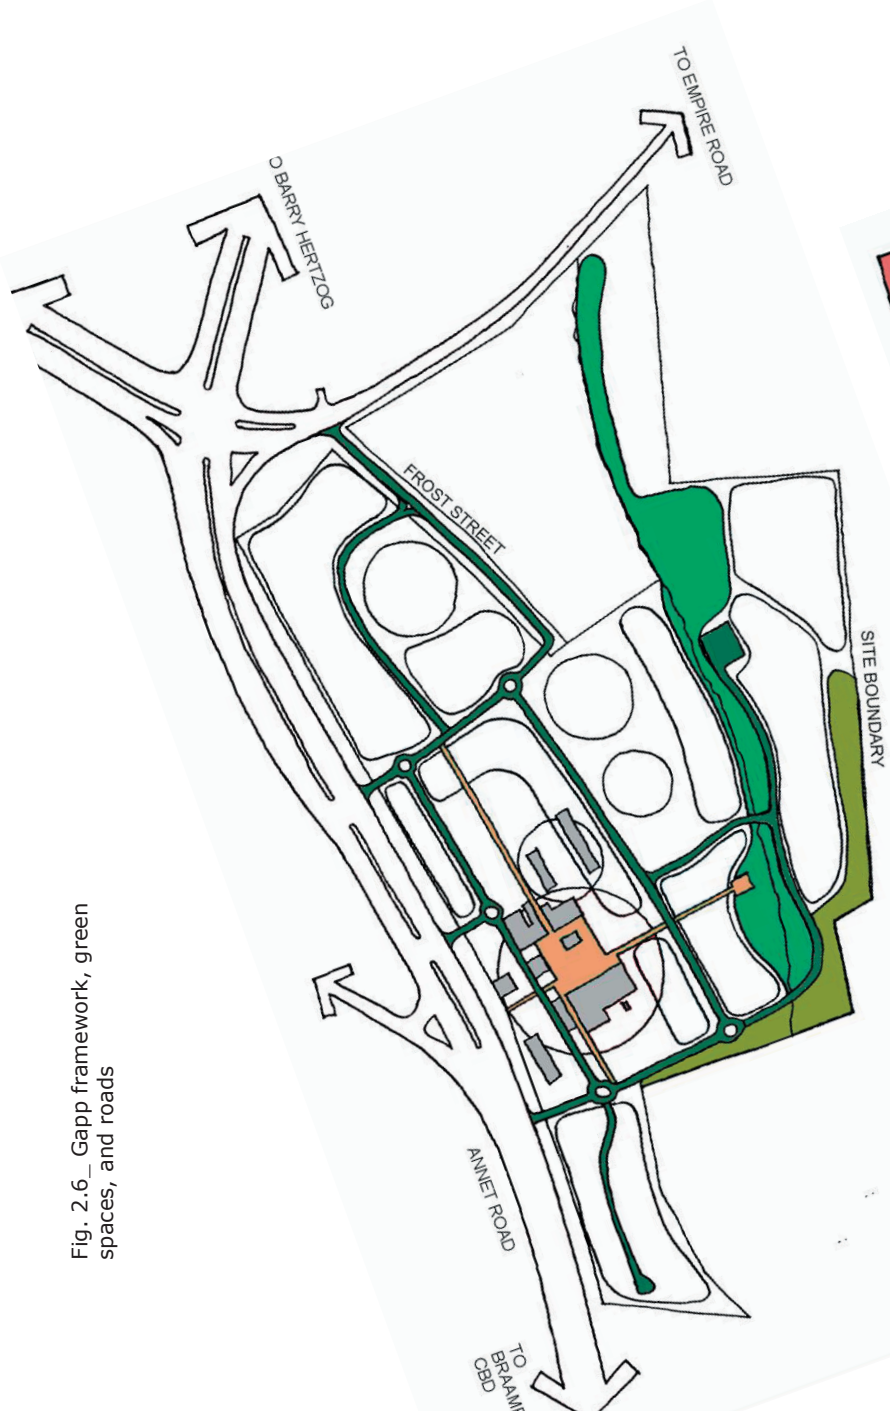 TO EMPIRE ROAD
O BARRY HERTZOG
FROST STREET
SITE BOUNDARY
ANNET ROAD
TO
BRAAMF
CBD
Fig. 2.6_ Gapp framework, green
spaces, and roads